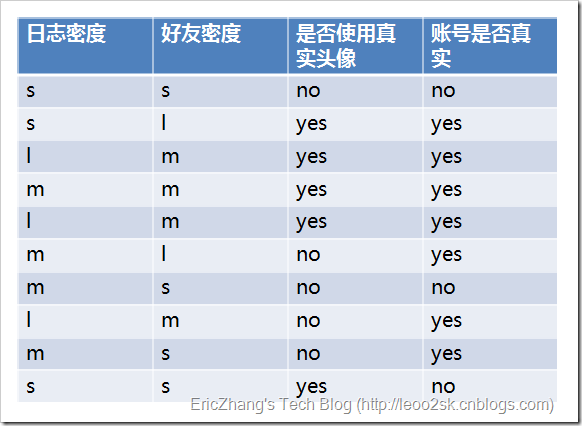 日志密度 好友密度 是否使用真实头像 账号是否真实
s s no no
s l yes yes
l m yes yes
m m yes yes
l m yes yes
m l no yes
m s no no
l m no yes
m s no yes
s s yes no
EricZhang's Tech Blog (http://leoo2sk.cnblogs.com)